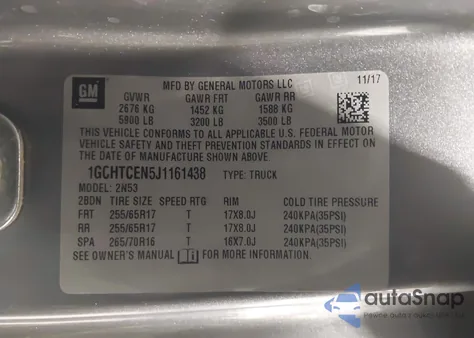 GM
MFD BY GENERAL MOTORS LLC
11/17
GVWR GAWR FRT GAWR RR
2676 KG 1452 KG 1588 KG
5900 LB 3200 LB 3500 LB
THIS VEHICLE CONFORMS TO ALL APPLICABLE U.S. FEDERAL MOTOR
VEHICLE SAFETY AND THEFT PREVENTION STANDARDS IN EFFECT
ON THE DATE OF MANUFACTURE SHOWN ABOVE.
1GCHTCEN5J1161438 TYPE: TRUCK
MODEL: 2N53
2BDN TIRE SIZE SPEED RTG RIM COLD TIRE PRESSURE
FRT 255/65R17 T 17X8.0J 240KPA(35PSI)
RR 255/65R17 T 17X8.0J 240KPA(35PSI)
SPA 265/70R16 T 16X7.0J 240KPA(35PSI)
SEE OWNER'S MANUAL FOR MORE INFORMATION.
autoSnap